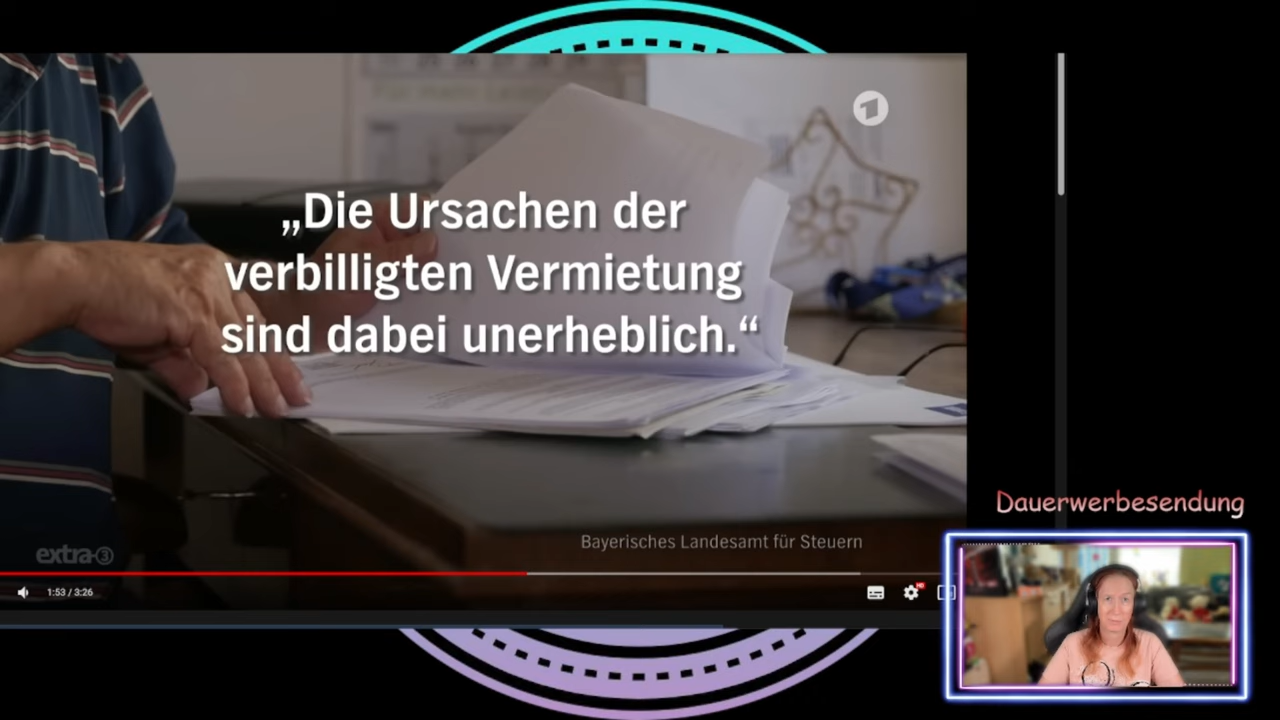 „Die Ursachen der
verbilligten Vermietung
sind dabei unerheblich.“
Dauerwerbesendung
Bayerisches Landesamt für Steuern
extra 3
1:53 / 3:26